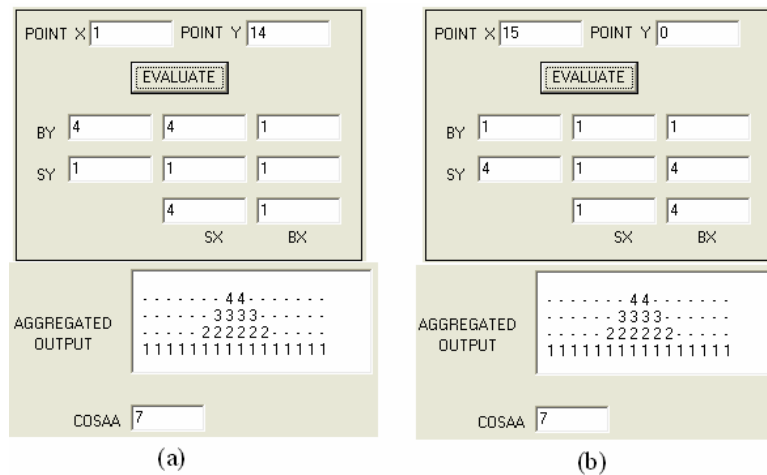 POINT X 1 POINT Y 14
EVALUATE
BY 4 4 1
SY 1 1 1
4 1
SX BX
- - - - - - - 4 4 - - - - - - -
- - - - - - 3 3 3 3 - - - - - -
- - - - - 2 2 2 2 2 2 - - - - -
1 1 1 1 1 1 1 1 1 1 1 1 1 1 1 1
AGGREGATED
OUTPUT
COSAA 7
(a)
POINT X 15 POINT Y 0
EVALUATE
BY 1 1 1
SY 4 1 4
1 4
SX BX
- - - - - - - 4 4 - - - - - - -
- - - - - - 3 3 3 3 - - - - - -
- - - - - 2 2 2 2 2 2 - - - - -
1 1 1 1 1 1 1 1 1 1 1 1 1 1 1 1
AGGREGATED
OUTPUT
COSAA 7
(b)